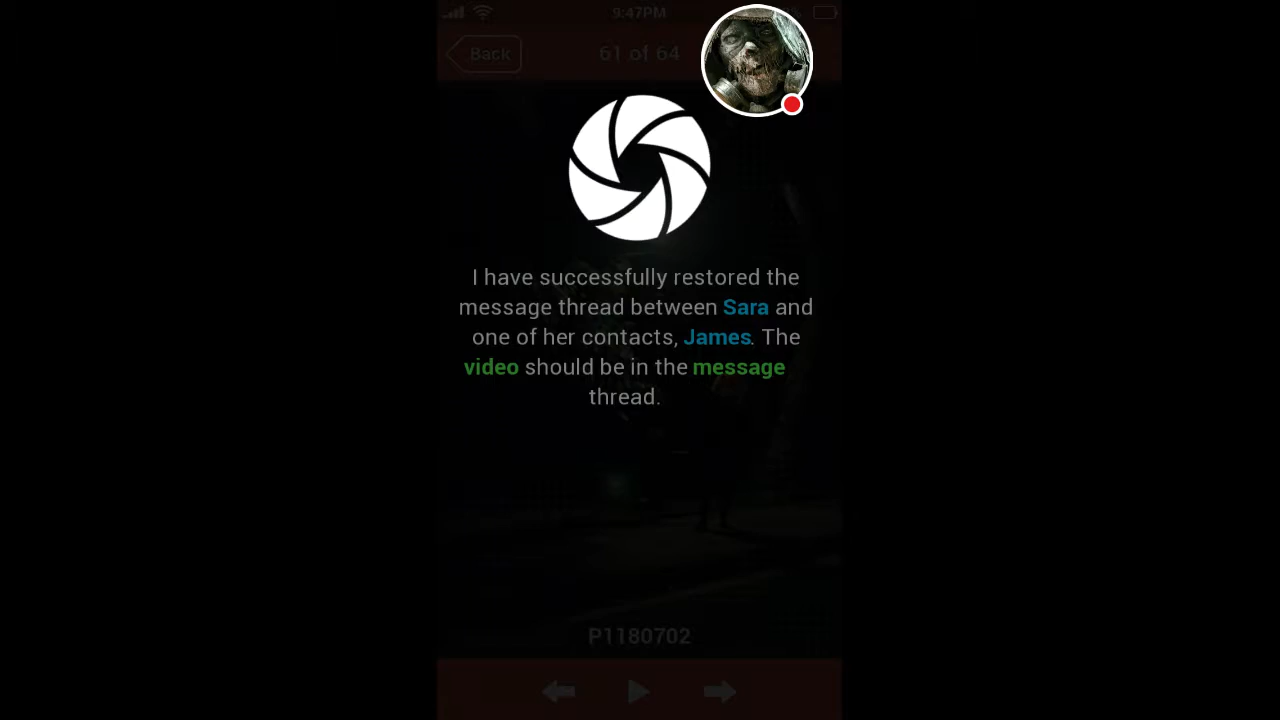 9:47PM
Back
61 of 64
I have successfully restored the
message thread between Sara and
one of her contacts, James. The
video should be in the message
thread.
P1180702